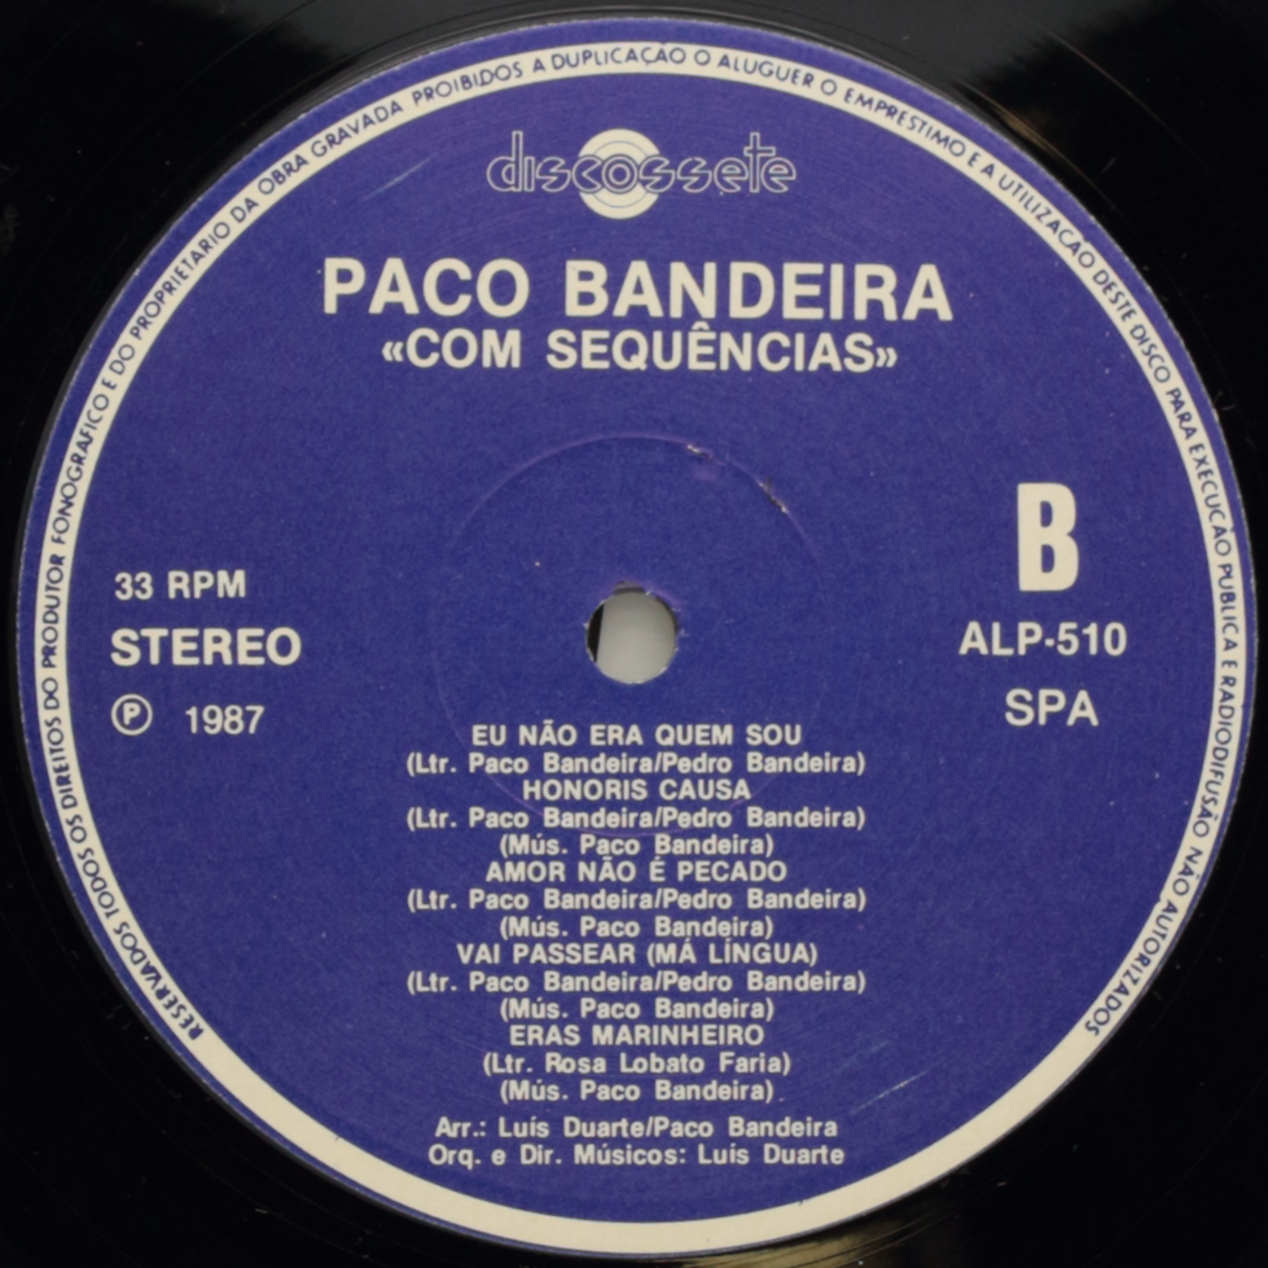 RESERVADOS TODOS OS DIREITOS DO PRODUTOR FONOGRAFICO E DO PROPRIETARIO DA OBRA GRAVADA PROIBIDOS A DUPLICAÇÃO O ALUGUER O EMPRESTIMO E A UTILIZAÇÃO DESTE DISCO PARA EXECUÇÃO PUBLICA E RADIODIFUSÃO NÃO AUTORIZADOS
discossete
PACO BANDEIRA
«COM SEQUÊNCIAS»
33 RPM
STEREO
Ⓟ 1987
B
ALP-510
SPA
EU NÃO ERA QUEM SOU
(Ltr. Paco Bandeira/Pedro Bandeira)
HONORIS CAUSA
(Ltr. Paco Bandeira/Pedro Bandeira)
(Mús. Paco Bandeira)
AMOR NÃO É PECADO
(Ltr. Paco Bandeira/Pedro Bandeira)
(Mús. Paco Bandeira)
VAI PASSEAR (MÁ LÍNGUA)
(Ltr. Paco Bandeira/Pedro Bandeira)
(Mús. Paco Bandeira)
ERAS MARINHEIRO
(Ltr. Rosa Lobato Faria)
(Mús. Paco Bandeira)
Arr.: Luís Duarte/Paco Bandeira
Orq. e Dir. Músicos: Luis Duarte